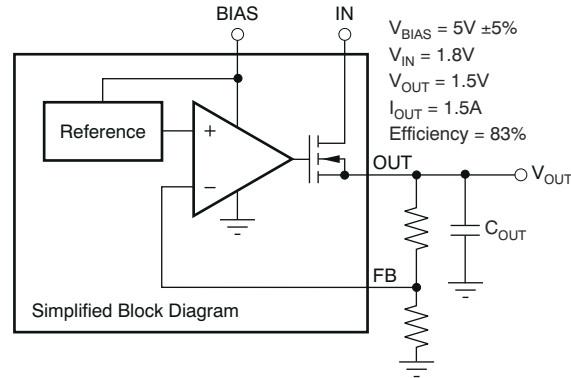 BIAS
IN
V_BIAS = 5V ±5%
V_IN = 1.8V
V_OUT = 1.5V
I_OUT = 1.5A
Efficiency = 83%
Reference
+
−
OUT
V_OUT
C_OUT
FB
Simplified Block Diagram